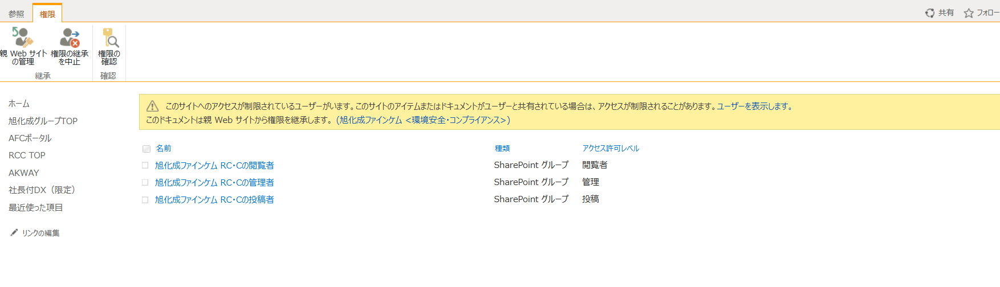 参照
権限
共有
フォロー
親 Web サイト
の管理
権限の継承
を中止
権限の
確認
継承
確認
ホーム
旭化成グループTOP
AFCポータル
RCC TOP
AKWAY
社長付DX（限定）
最近使った項目
リンクの編集
このサイトへのアクセスが制限されているユーザーがいます。このサイトのアイテムまたはドキュメントがユーザーと共有されている場合は、アクセスが制限されることがあります。ユーザーを表示します。
このドキュメントは親 Web サイトから権限を継承します。 (旭化成ファインケム <環境安全・コンプライアンス>)
名前 種類 アクセス許可レベル
旭化成ファインケム RC・Cの閲覧者 SharePoint グループ 閲覧者
旭化成ファインケム RC・Cの管理者 SharePoint グループ 管理
旭化成ファインケム RC・Cの投稿者 SharePoint グループ 投稿